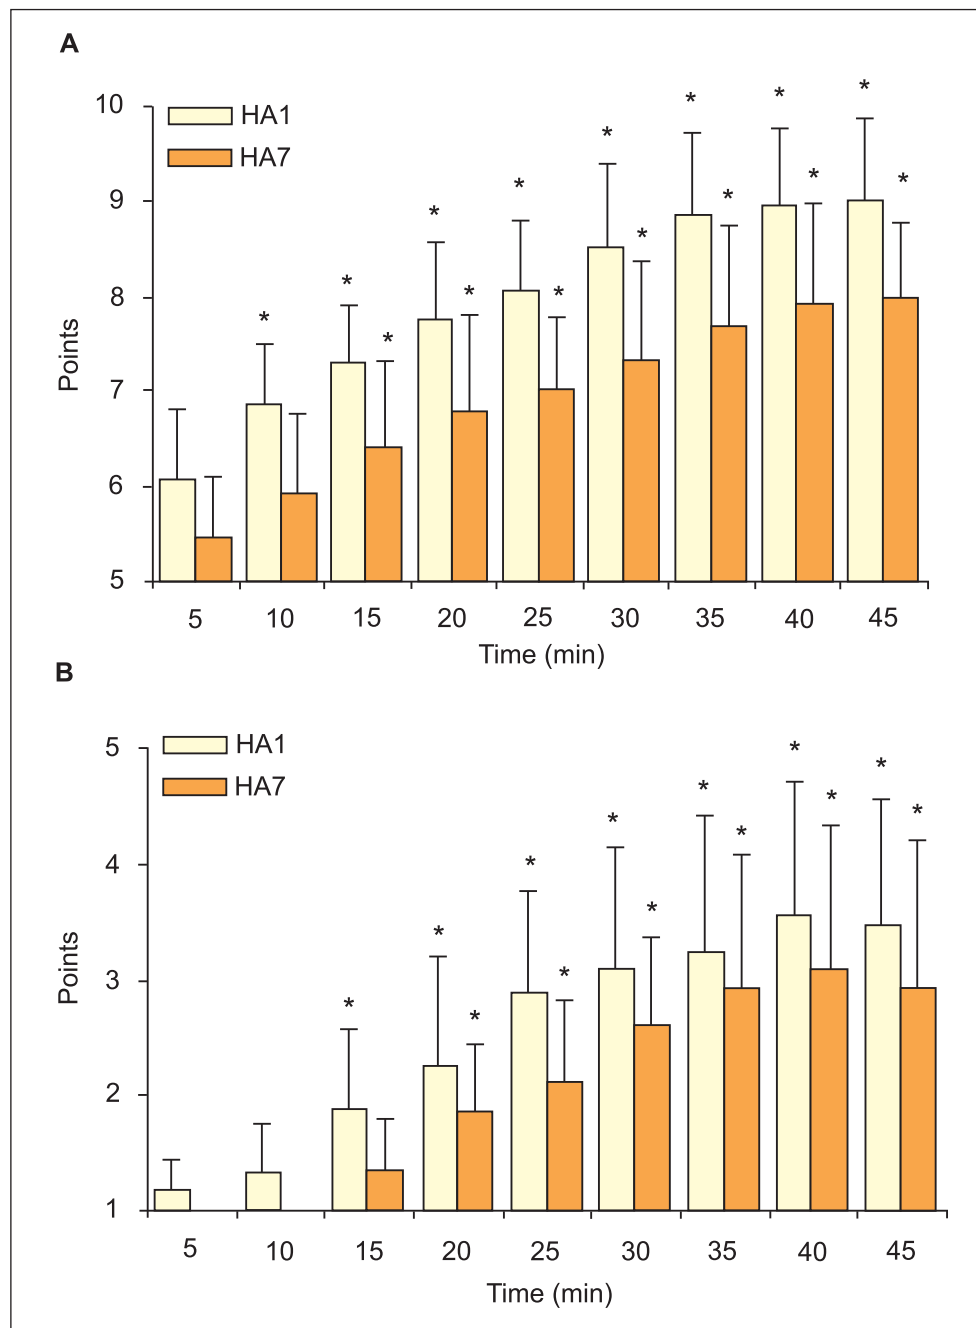 A
10
9
8
7
6
5
Points
HA1
HA7
* * * * * * * *
* * * * * * *
5 10 15 20 25 30 35 40 45
Time (min)
B
5
4
3
2
1
Points
HA1
HA7
* * * * * * *
* * * * * *
5 10 15 20 25 30 35 40 45
Time (min)